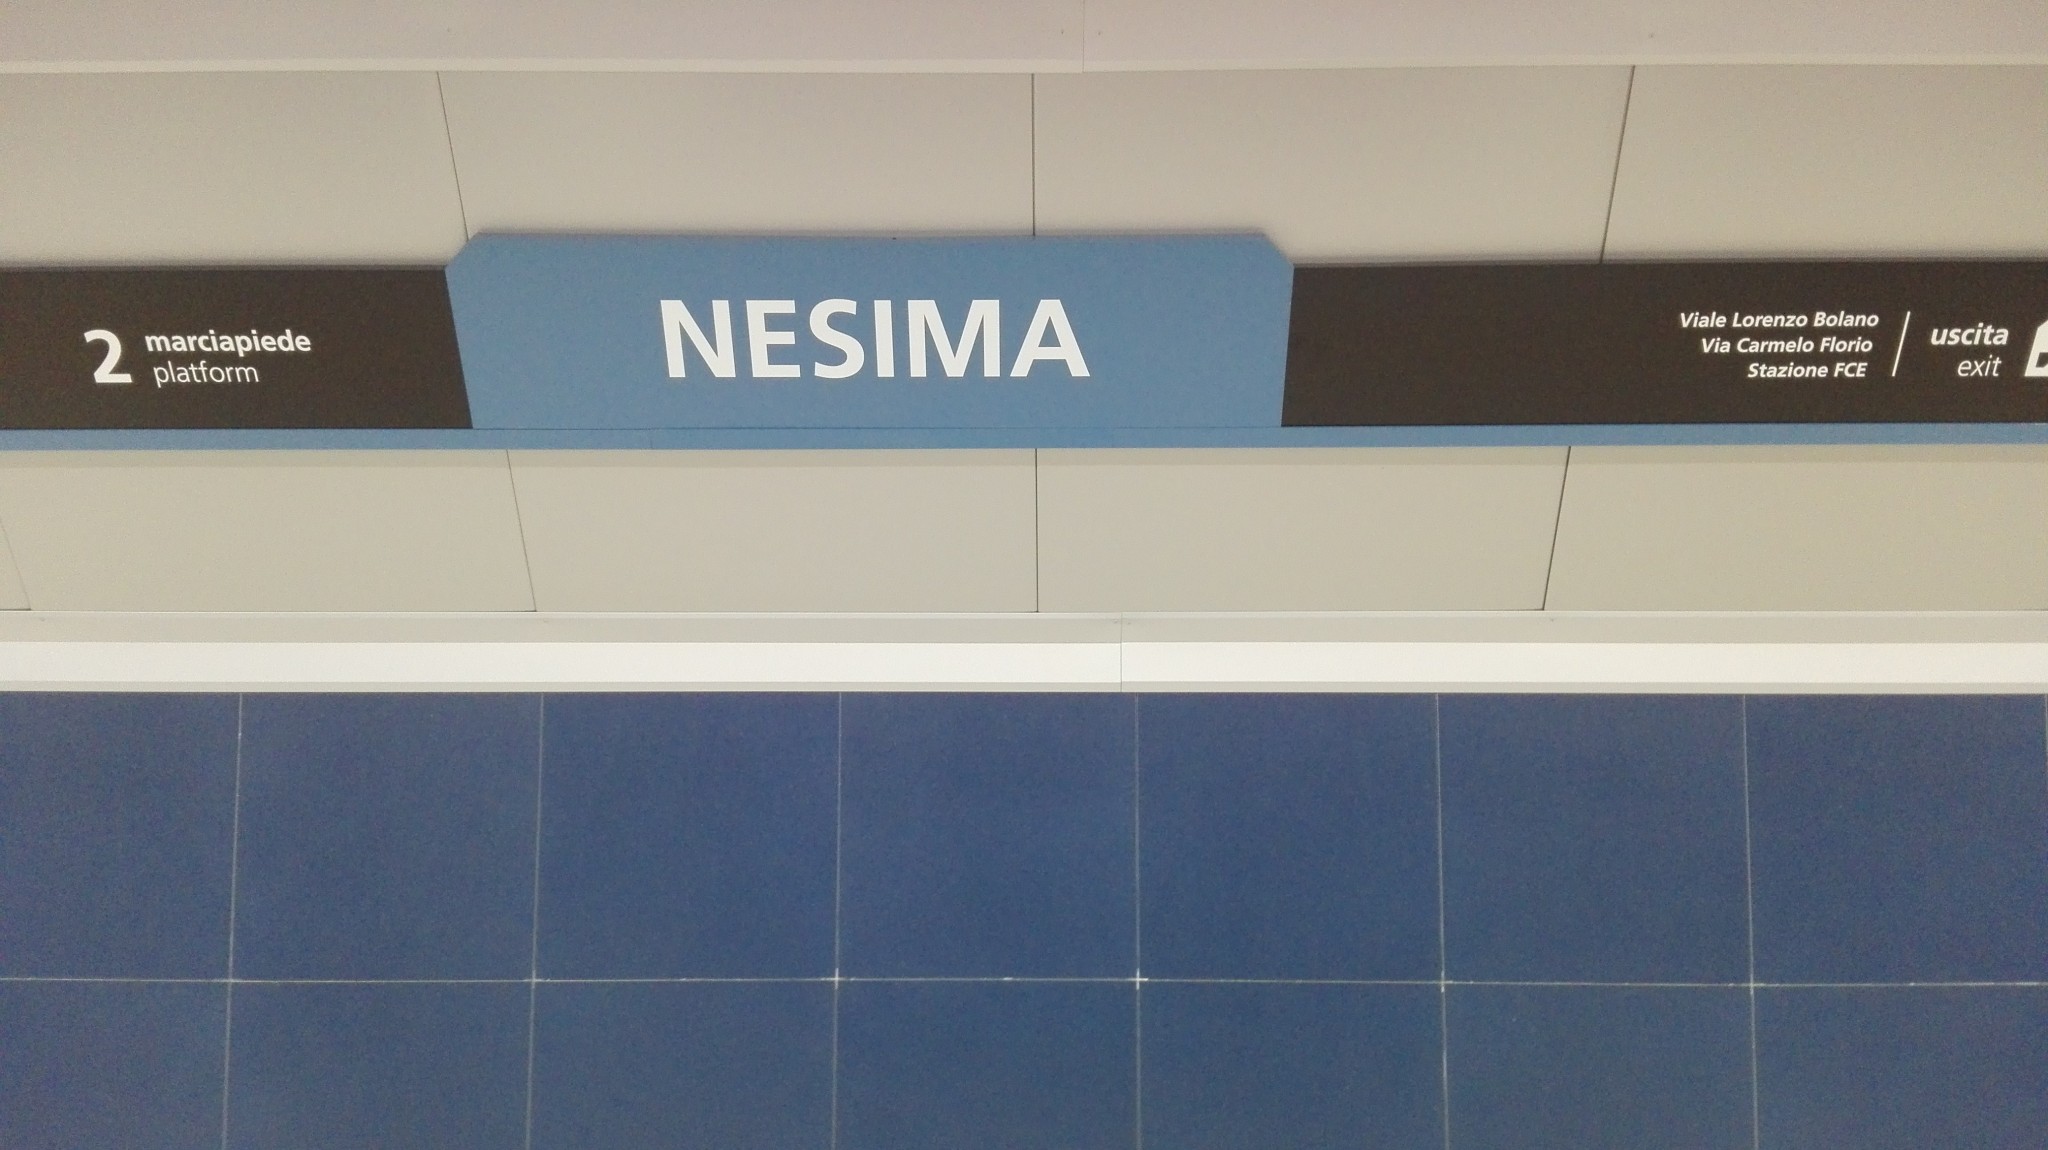 2 marciapiede
platform
NESIMA
Viale Lorenzo Bolano
Via Carmelo Florio
Stazione FCE
uscita
exit